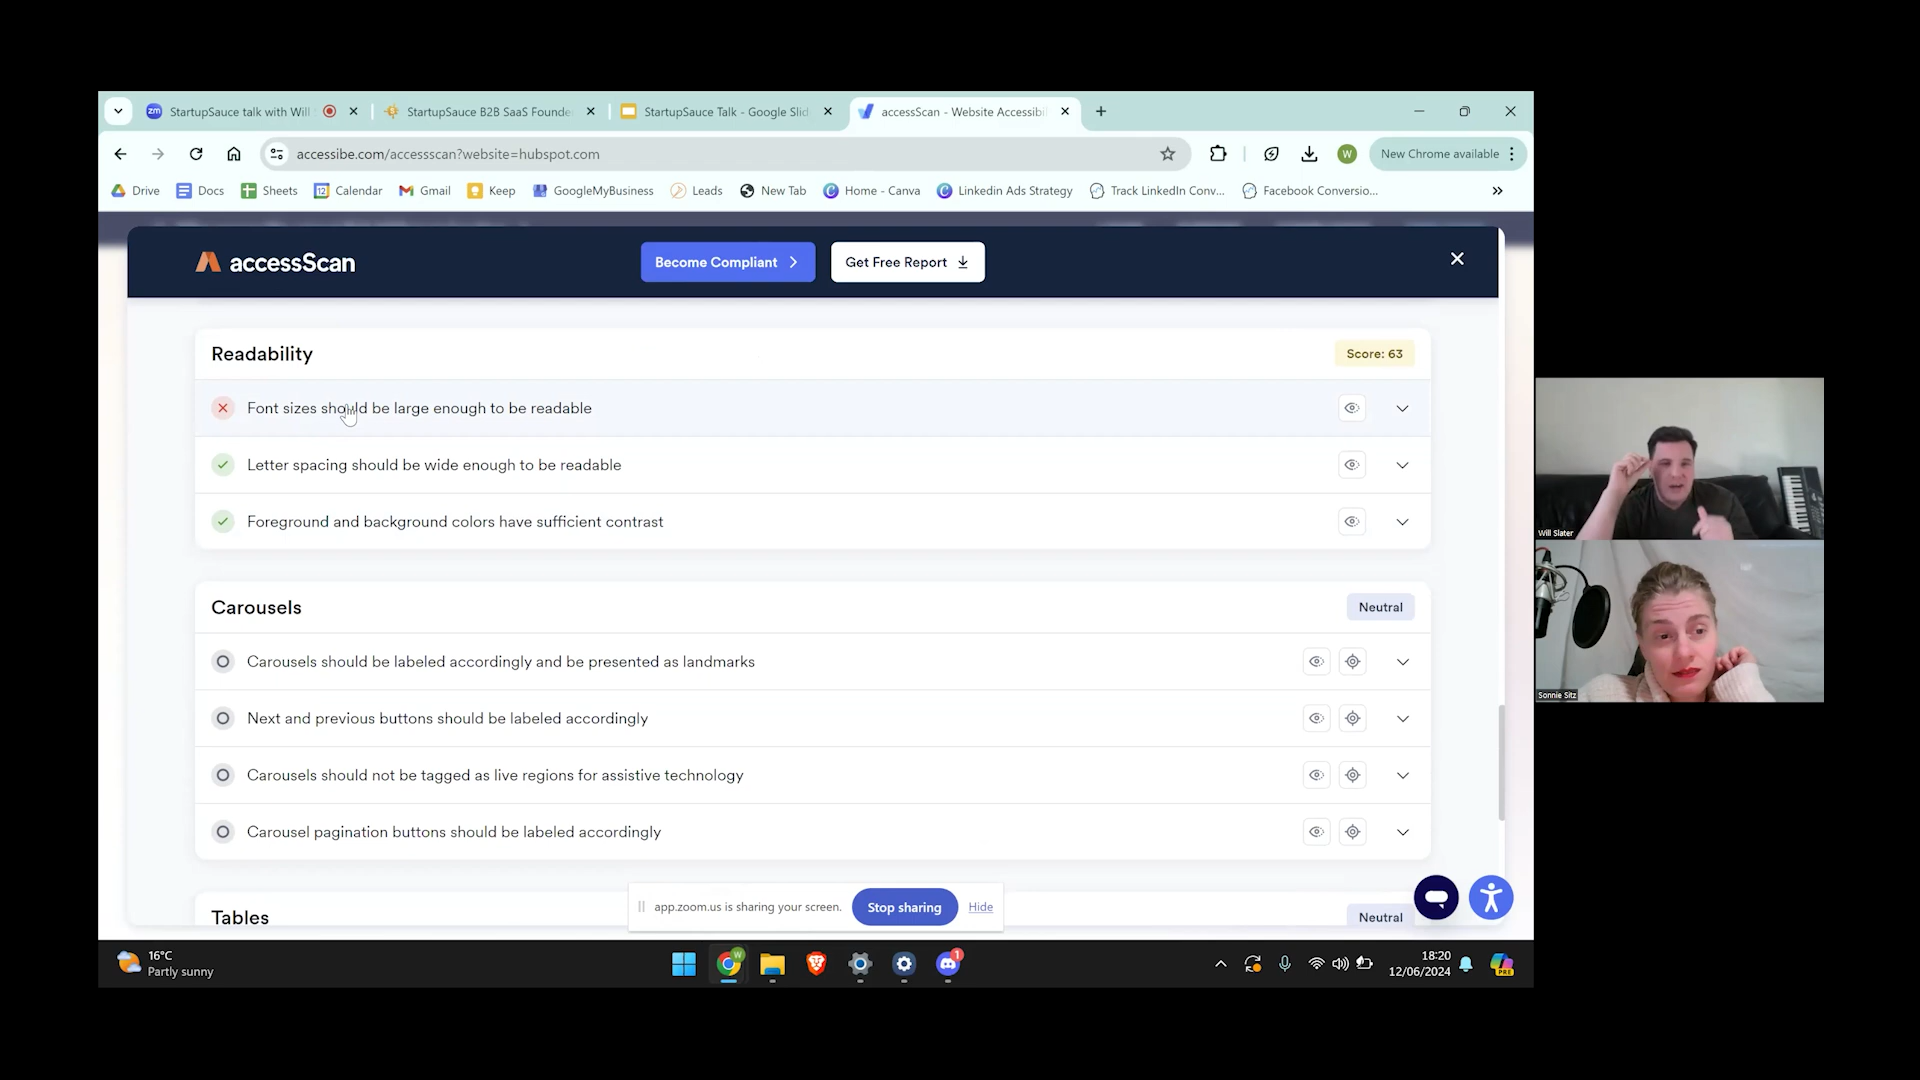 zm StartupSauce talk with Will
StartupSauce B2B SaaS Founde
StartupSauce Talk - Google Slid
accessScan - Website Accessibi
accessibe.com/accessscan?website=hubspot.com
W
New Chrome available
Drive
Docs
Sheets
12 Calendar
Gmail
Keep
GoogleMyBusiness
Leads
New Tab
Home - Canva
Linkedin Ads Strategy
Track LinkedIn Conv...
Facebook Conversio...
accessScan
Become Compliant
Get Free Report
Readability
Score: 63
Font sizes should be large enough to be readable
Letter spacing should be wide enough to be readable
Foreground and background colors have sufficient contrast
Carousels
Neutral
Carousels should be labeled accordingly and be presented as landmarks
Next and previous buttons should be labeled accordingly
Carousels should not be tagged as live regions for assistive technology
Carousel pagination buttons should be labeled accordingly
Tables
Neutral
app.zoom.us is sharing your screen.
Stop sharing
Hide
Will Slater
Sonnie Sitz
16°C
Partly sunny
W
1
18:20
12/06/2024
PRE